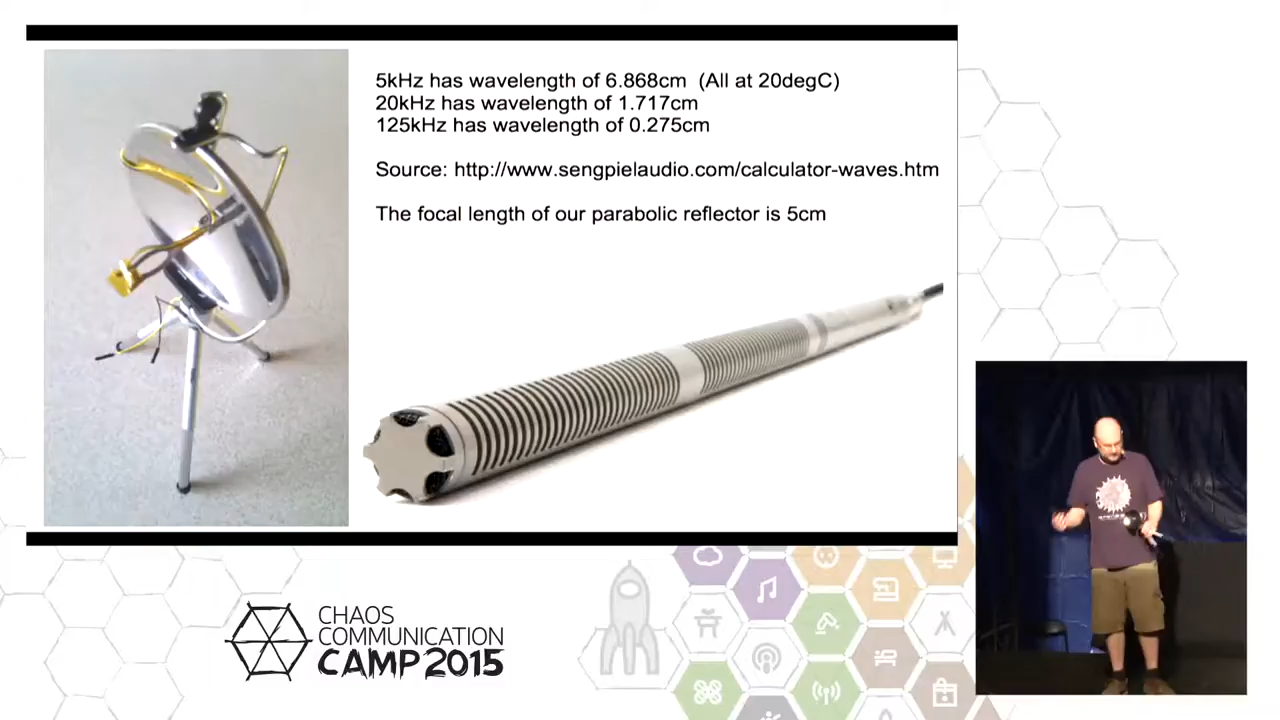 5kHz has wavelength of 6.868cm (All at 20degC)
20kHz has wavelength of 1.717cm
125kHz has wavelength of 0.275cm
Source: http://www.sengpielaudio.com/calculator-waves.htm
The focal length of our parabolic reflector is 5cm
CHAOS
COMMUNICATION
CAMP 2015